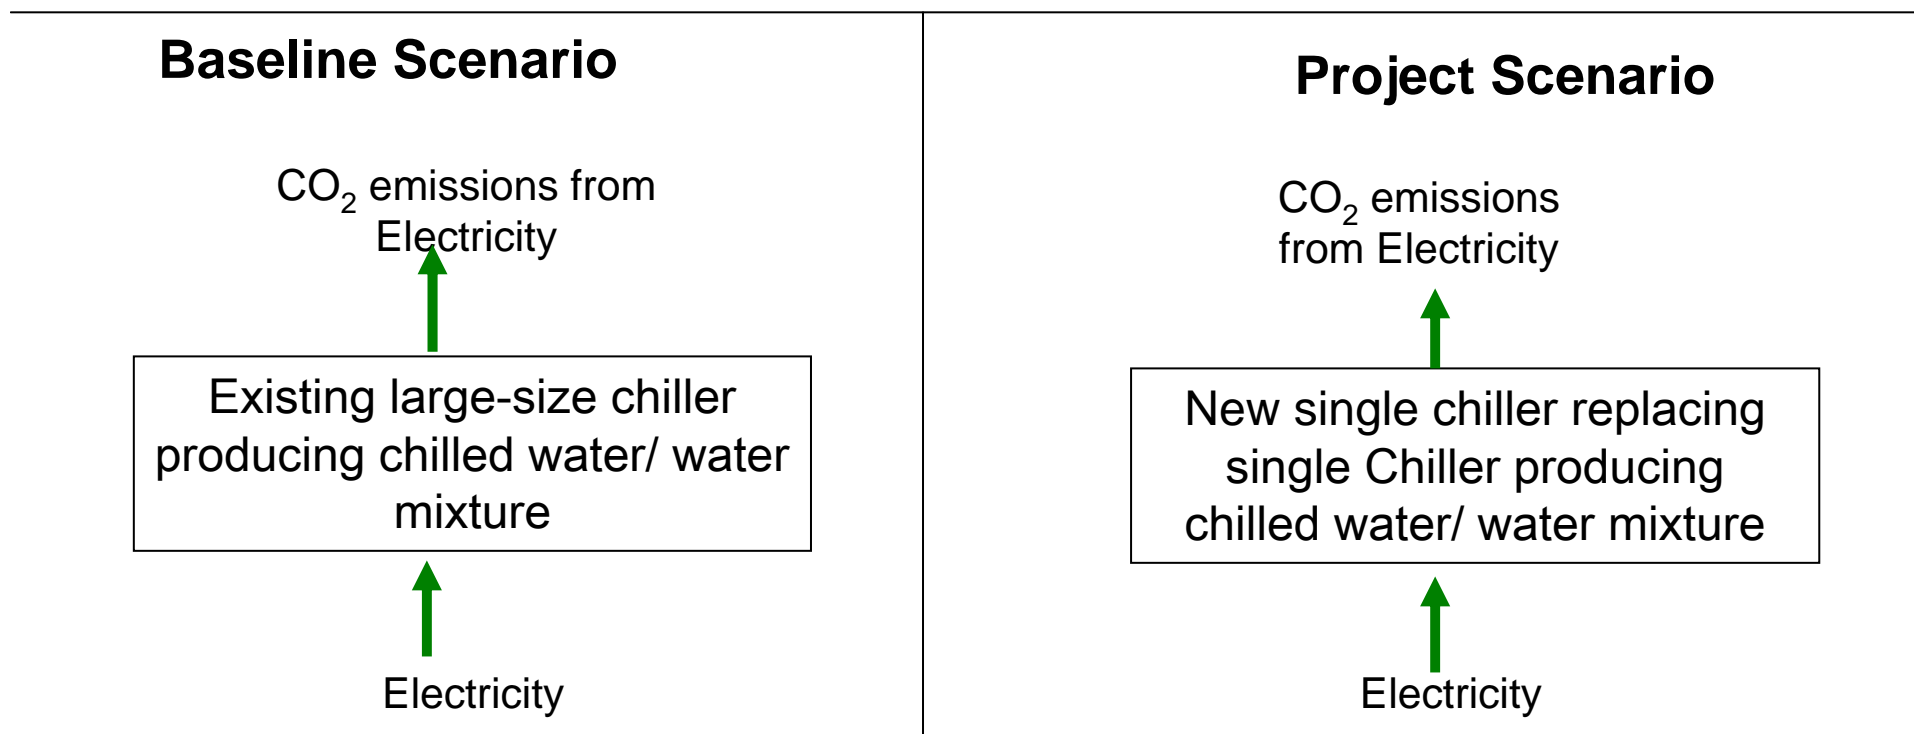 Baseline Scenario
CO₂ emissions from
Electricity
Existing large-size chiller
producing chilled water/ water
mixture
Electricity
Project Scenario
CO₂ emissions
from Electricity
New single chiller replacing
single Chiller producing
chilled water/ water mixture
Electricity